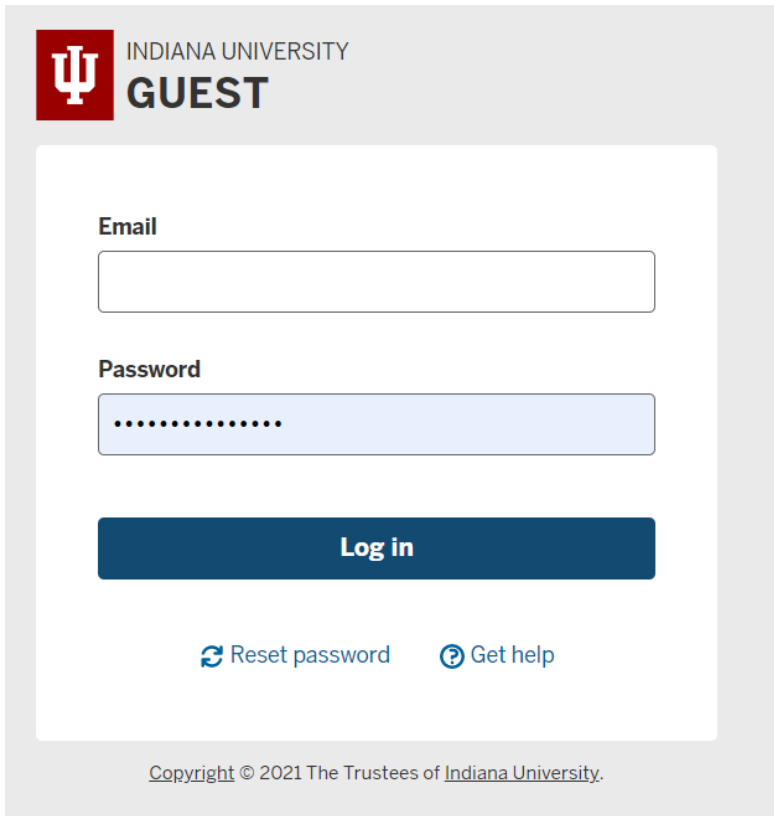 INDIANA UNIVERSITY
GUEST
Email
Password
•••••••••••••••
Log in
Reset password Get help
Copyright © 2021 The Trustees of Indiana University.